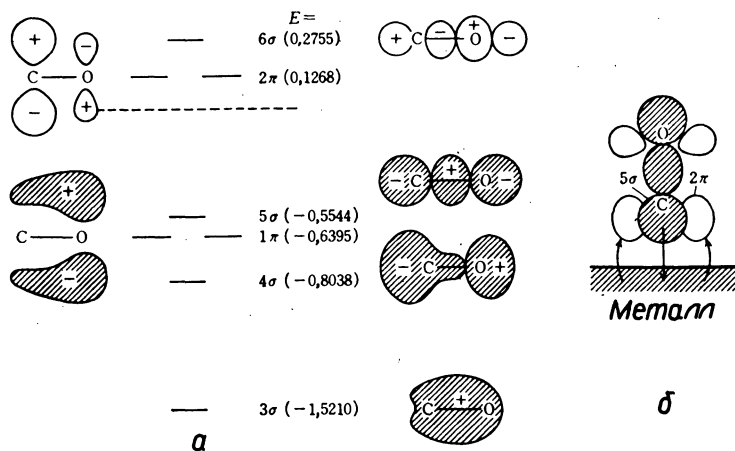 E =
6σ (0,2755)
+ − C O + − + −
C — O
2π (0,1268)
− +
+ − C + O −
5σ (−0,5544)
C — O
1π (−0,6395)
− − C O +
4σ (−0,8038)
C + O
3σ (−1,5210)
а
O
5σ 2π
C
Металл
б